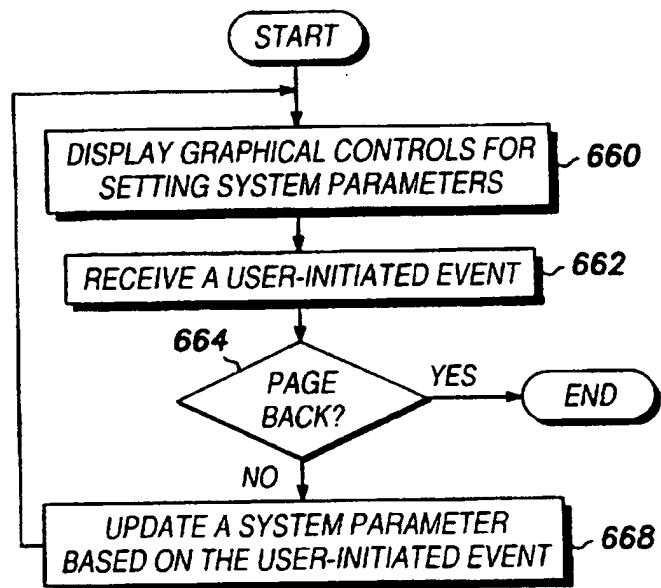 START
DISPLAY GRAPHICAL CONTROLS FOR
SETTING SYSTEM PARAMETERS
660
RECEIVE A USER-INITIATED EVENT
662
664
PAGE
BACK?
YES
END
NO
UPDATE A SYSTEM PARAMETER
BASED ON THE USER-INITIATED EVENT
668